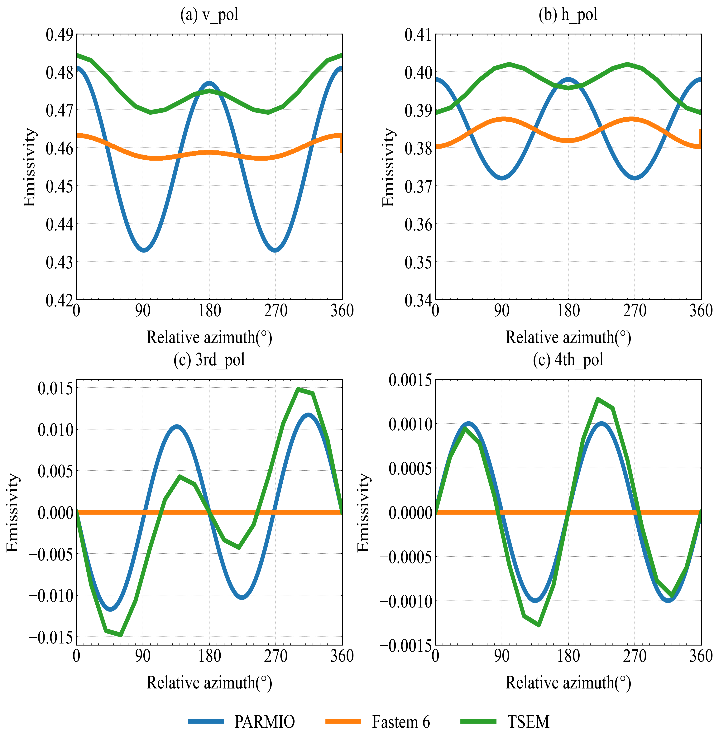 (a) v_pol
(b) h_pol
0.49
0.48
0.47
0.46
0.45
0.44
0.43
0.42
Emissivity
0 90 180 270 360
Relative azimuth(°)
0.41
0.40
0.39
0.38
0.37
0.36
0.35
0.34
Emissivity
0 90 180 270 360
Relative azimuth(°)
(c) 3rd_pol
(c) 4th_pol
0.015
0.010
0.005
0.000
−0.005
−0.010
−0.015
Emissivity
0 90 180 270 360
Relative azimuth(°)
0.0015
0.0010
0.0005
0.0000
−0.0005
−0.0010
−0.0015
Emissivity
0 90 180 270 360
Relative azimuth(°)
PARMIO Fastem 6 TSEM